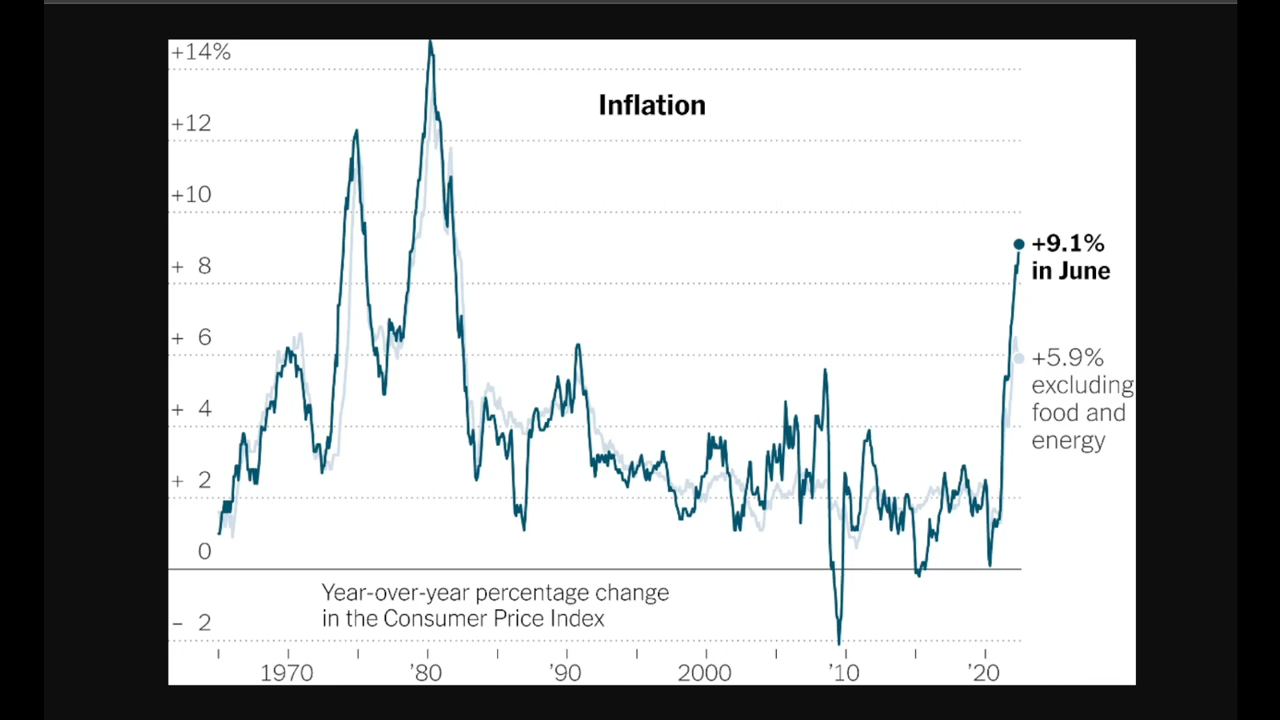 +14%
Inflation
+12
+10
+9.1%
in June
+ 8
+ 6
+5.9%
excluding
food and
energy
+ 4
+ 2
0
Year-over-year percentage change
in the Consumer Price Index
– 2
1970 ’80 ’90 2000 ’10 ’20